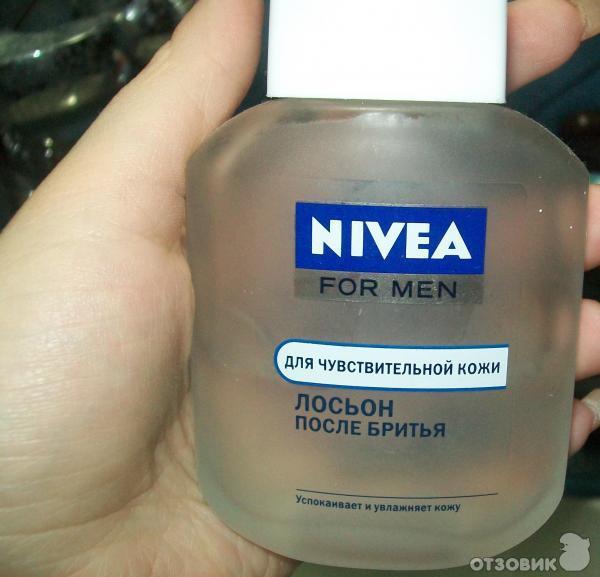 NIVEA
FOR MEN
ДЛЯ ЧУВСТВИТЕЛЬНОЙ КОЖИ
ЛОСЬОН
ПОСЛЕ БРИТЬЯ
Успокаивает и увлажняет кожу
ОТЗОВИК